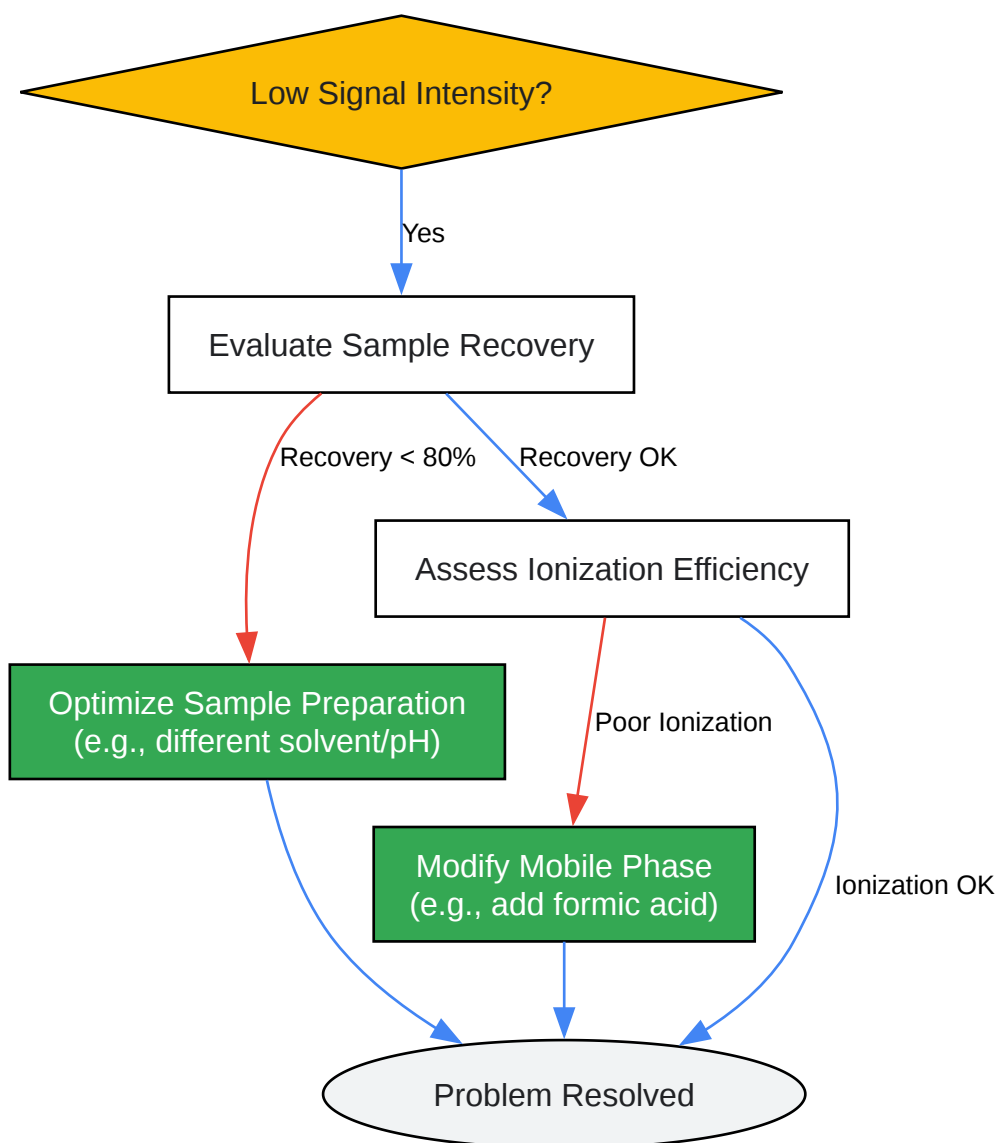 Low Signal Intensity?
Yes
Evaluate Sample Recovery
Recovery < 80%
Recovery OK
Assess Ionization Efficiency
Optimize Sample Preparation
(e.g., different solvent/pH)
Poor Ionization
Modify Mobile Phase
(e.g., add formic acid)
Ionization OK
Problem Resolved